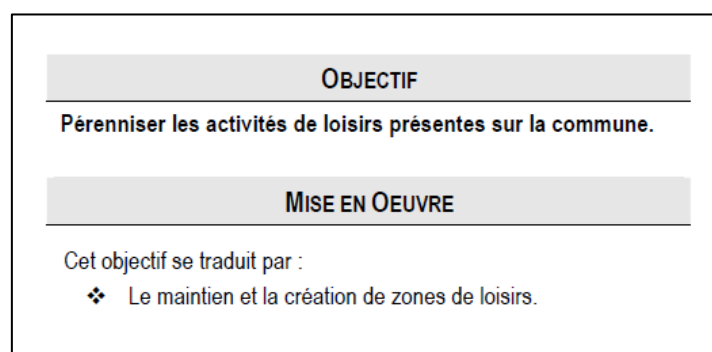 OBJECTIF
Pérenniser les activités de loisirs présentes sur la commune.
MISE EN OEUVRE
Cet objectif se traduit par :
❖ Le maintien et la création de zones de loisirs.